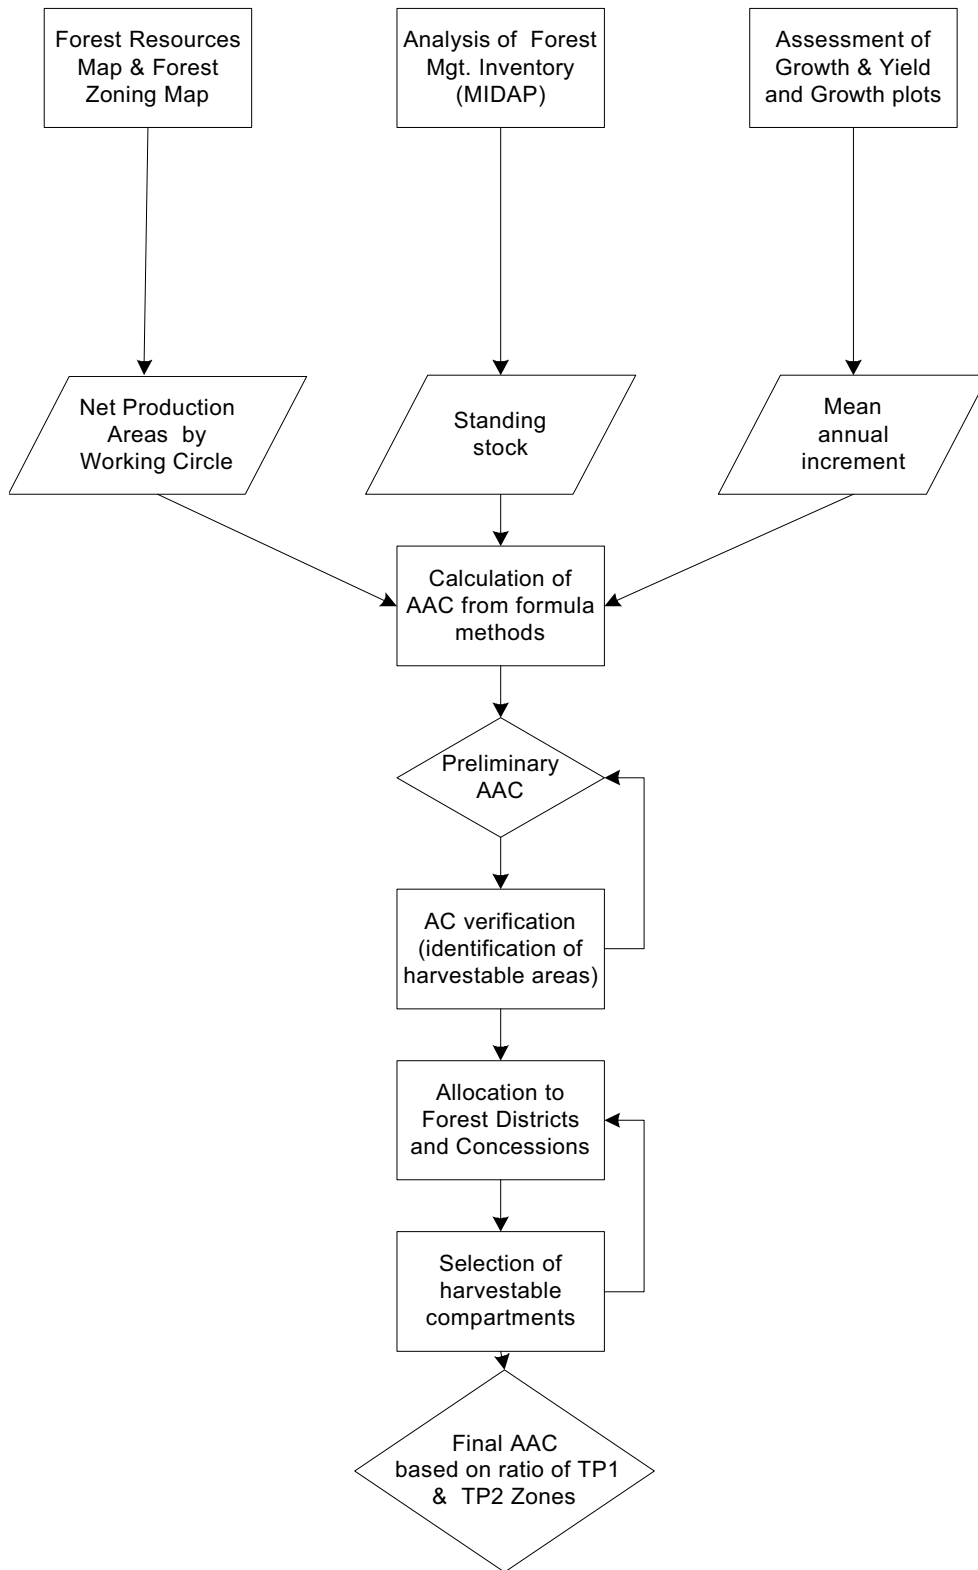 Forest Resources
Map & Forest
Zoning Map
Analysis of Forest
Mgt. Inventory
(MIDAP)
Assessment of
Growth & Yield
and Growth plots
Net Production
Areas by
Working Circle
Standing
stock
Mean
annual
increment
Calculation of
AAC from formula
methods
Preliminary
AAC
AC verification
(identification of
harvestable areas)
Allocation to
Forest Districts
and Concessions
Selection of
harvestable
compartments
Final AAC
based on ratio of TP1
& TP2 Zones